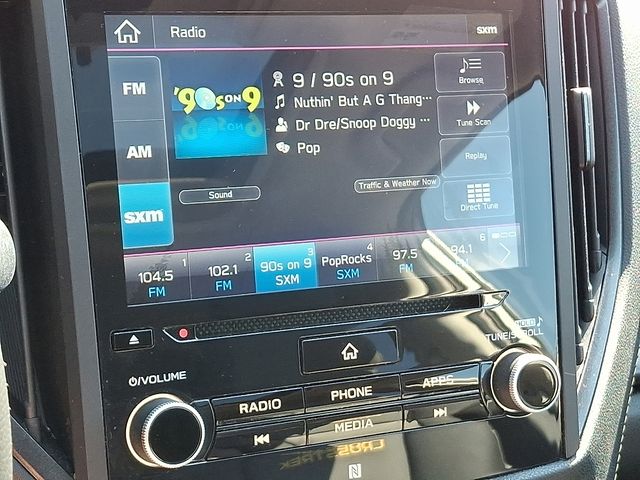 Radio
sxm
FM
AM
sxm
'90s ON 9
9 / 90s on 9
Nuthin' But A G Thang···
Dr Dre/Snoop Doggy ···
Pop
Browse
Tune Scan
Replay
Direct Tune
Sound
Traffic & Weather Now
1
104.5
FM
2
102.1
FM
3
90s on 9
SXM
4
PopRocks
SXM
97.5
FM
6
94.1
FM
TUNE/SCROLL
⏻/VOLUME
RADIO
PHONE
APPS
MEDIA
CROSSTREK
N